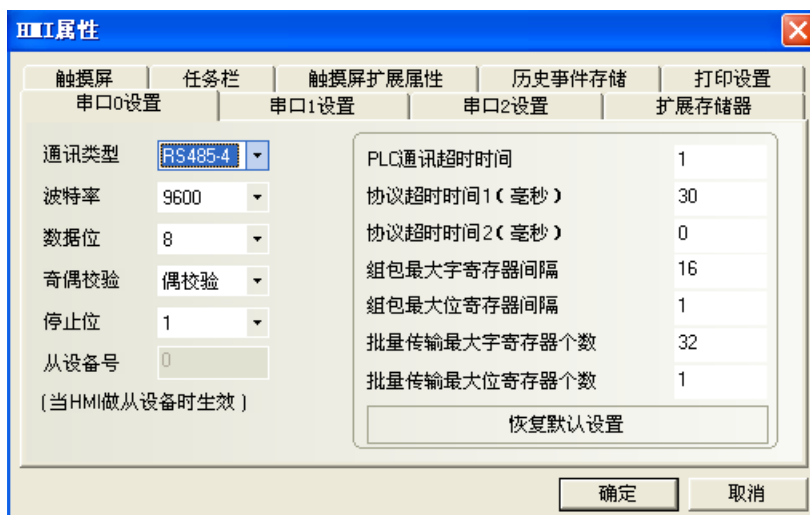 HMI属性
触摸屏 任务栏 触摸屏扩展属性 历史事件存储 打印设置
串口0设置 串口1设置 串口2设置 扩展存储器
通讯类型 RS485-4
波特率 9600
数据位 8
奇偶校验 偶校验
停止位 1
从设备号 0
(当HMI做从设备时生效)
PLC通讯超时时间 1
协议超时时间1(毫秒) 30
协议超时时间2(毫秒) 0
组包最大字寄存器间隔 16
组包最大位寄存器间隔 1
批量传输最大字寄存器个数 32
批量传输最大位寄存器个数 1
恢复默认设置
确定 取消